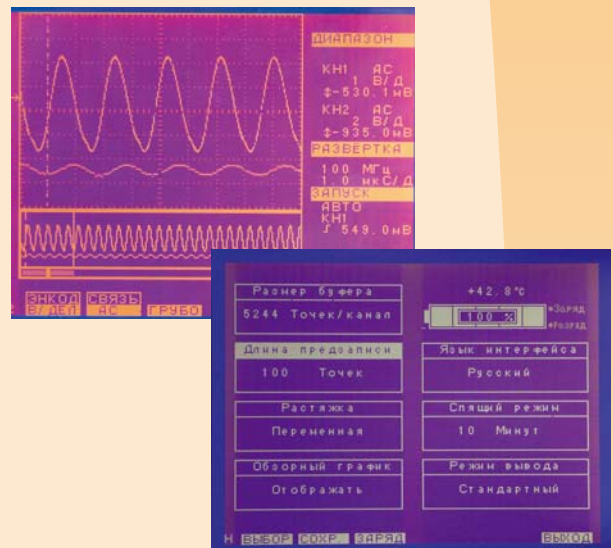 ДИАПАЗОН
КН1 АС
1 В/Д
⇕-530.1мВ
КН2 АС
2 В/Д
⇕-935.0мВ
РАЗВЁРТКА
100 МГц
1.0 мкС/Д
ЗАПУСК
АВТО
КН1
549.0мВ
ЭНКОД СВЯЗЬ
В/ДЕЛ АС ГРУБО
Размер буфера
5244 Точек/канал
+42.8°С
100 %
*Заряд
*Розряд
Длина предзаписи
100 Точек
Язык интерфейса
Русский
Растяжка
Переменная
Спящий режим
10 Минут
Обзорный график
Отображать
Режим вывода
Стандартный
Н ВЫБОР СОХР. ЗАРЯД ВЫХОД